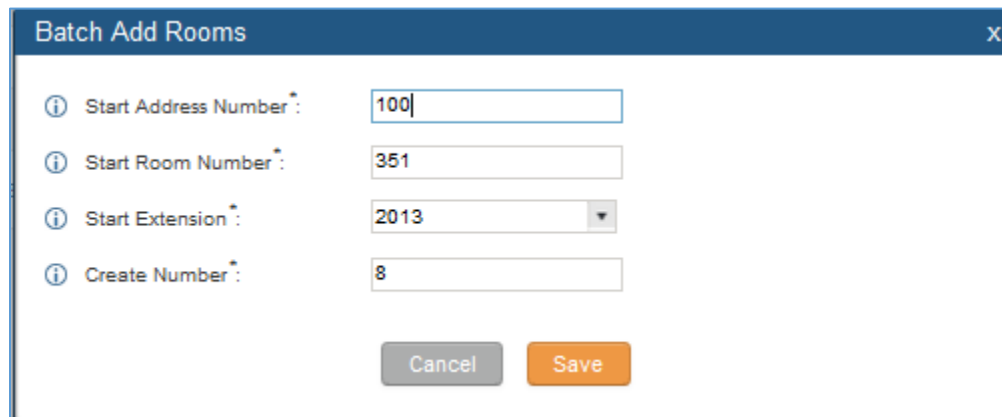 Batch Add Rooms x
Start Address Number*: 100
Start Room Number*: 351
Start Extension*: 2013
Create Number*: 8
Cancel Save